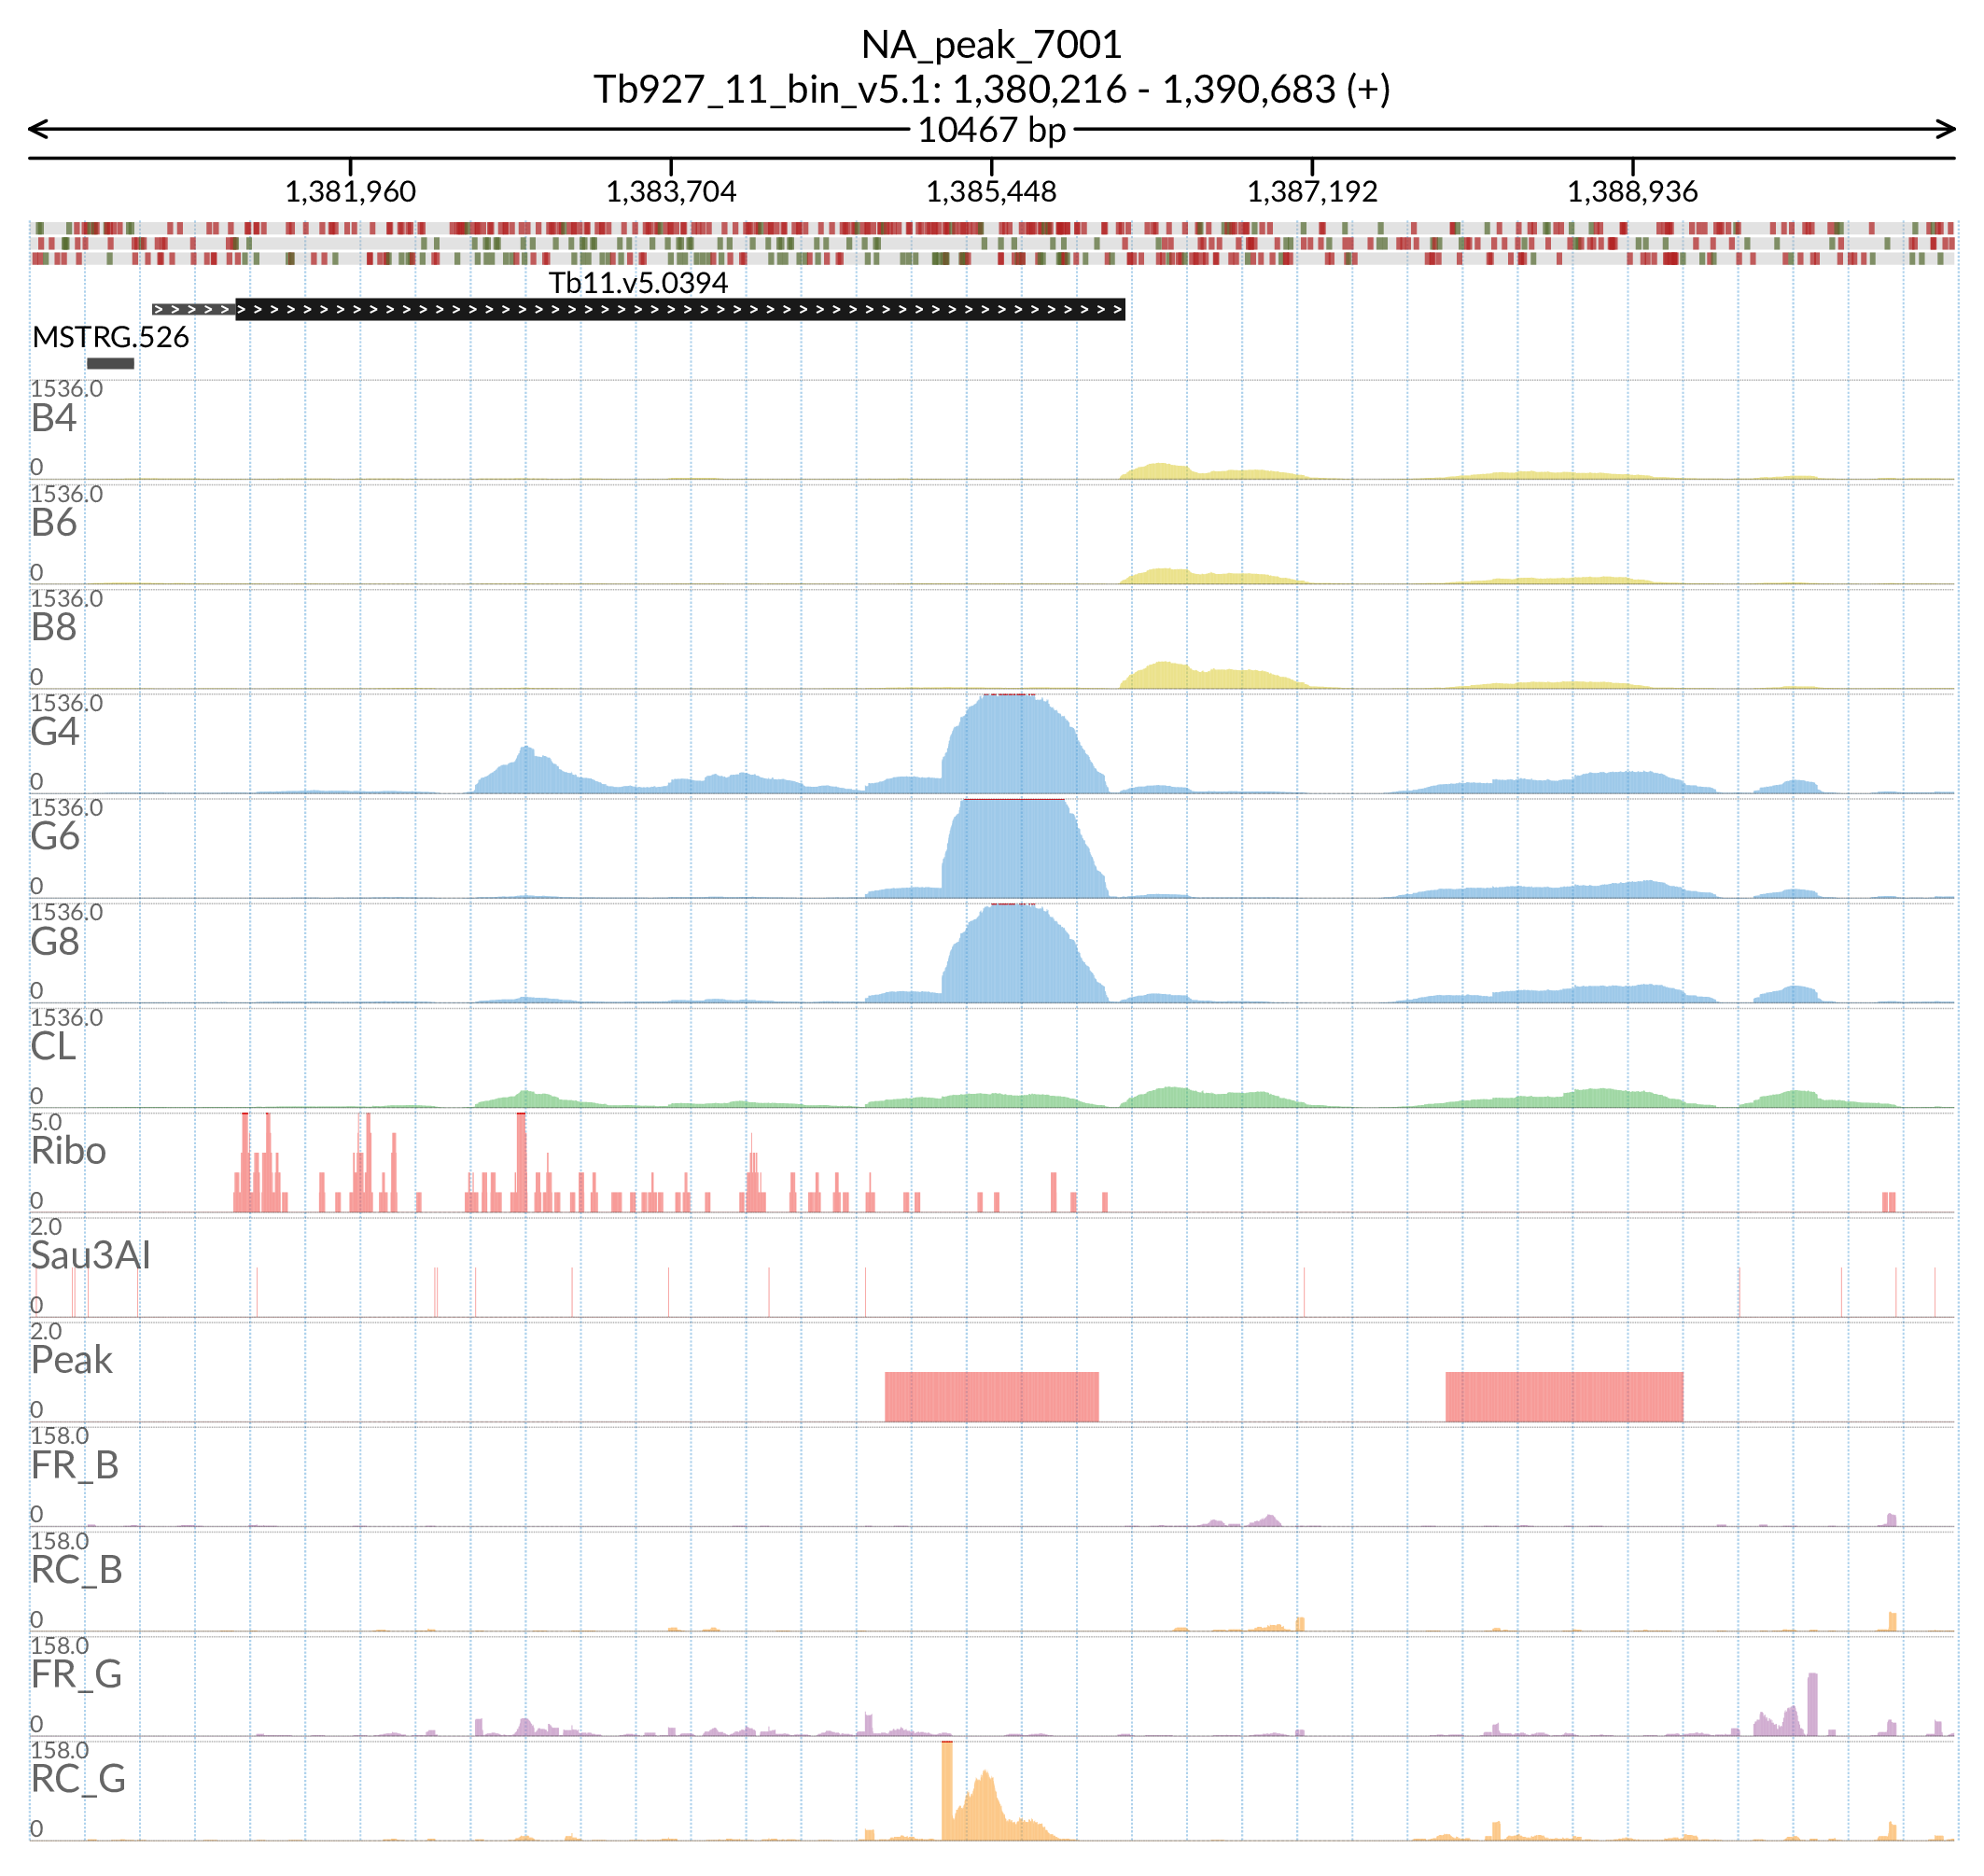 NA_peak_7001
Tb927_11_bin_v5.1: 1,380,216 - 1,390,683 (+)
10467 bp
1,381,960 1,383,704 1,385,448 1,387,192 1,388,936
Tb11.v5.0394
MSTRG.526
1536.0
B4
0
1536.0
B6
0
1536.0
B8
0
1536.0
G4
0
1536.0
G6
0
1536.0
G8
0
1536.0
CL
0
5.0
Ribo
0
2.0
Sau3AI
0
2.0
Peak
0
158.0
FR_B
0
158.0
RC_B
0
158.0
FR_G
0
158.0
RC_G
0